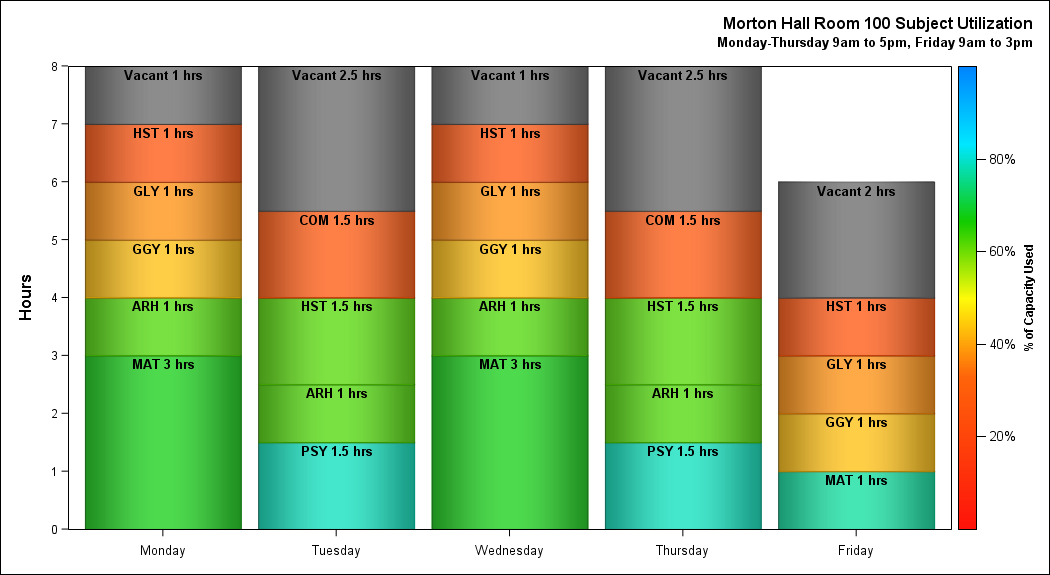 Morton Hall Room 100 Subject Utilization
Monday-Thursday 9am to 5pm, Friday 9am to 3pm
Hours
8
7
6
5
4
3
2
1
0
Vacant 1 hrs
HST 1 hrs
GLY 1 hrs
GGY 1 hrs
ARH 1 hrs
MAT 3 hrs
Vacant 2.5 hrs
COM 1.5 hrs
HST 1.5 hrs
ARH 1 hrs
PSY 1.5 hrs
Vacant 1 hrs
HST 1 hrs
GLY 1 hrs
GGY 1 hrs
ARH 1 hrs
MAT 3 hrs
Vacant 2.5 hrs
COM 1.5 hrs
HST 1.5 hrs
ARH 1 hrs
PSY 1.5 hrs
Vacant 2 hrs
HST 1 hrs
GLY 1 hrs
GGY 1 hrs
MAT 1 hrs
Monday
Tuesday
Wednesday
Thursday
Friday
80%
60%
40%
20%
% of Capacity Used